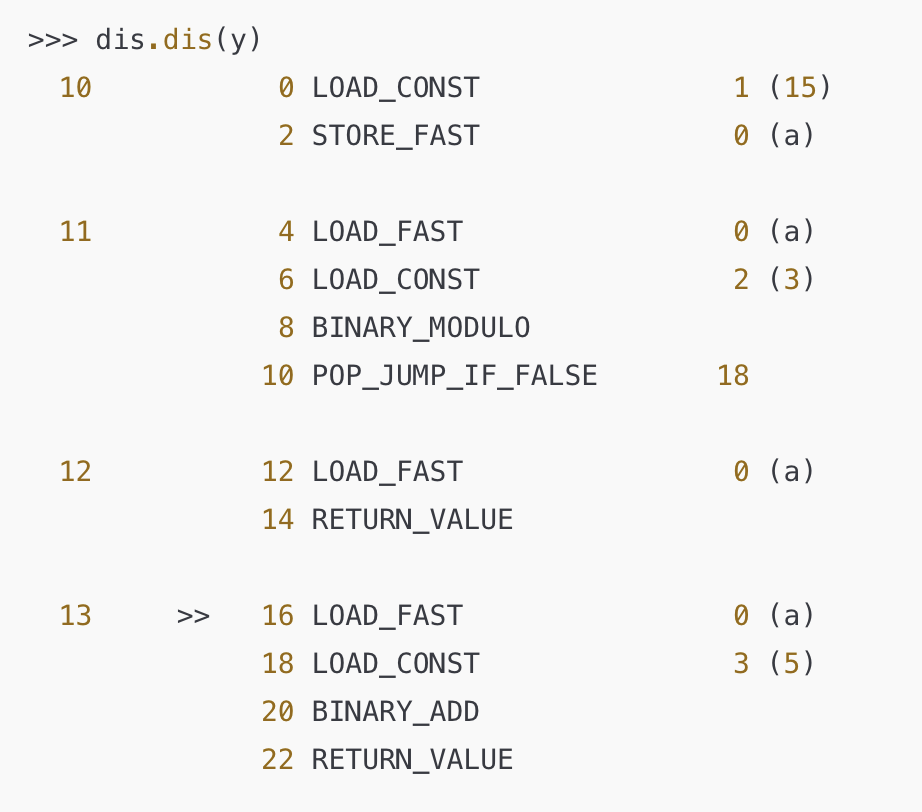 >>> dis.dis(y)
10 0 LOAD_CONST 1 (15)
2 STORE_FAST 0 (a)
11 4 LOAD_FAST 0 (a)
6 LOAD_CONST 2 (3)
8 BINARY_MODULO
10 POP_JUMP_IF_FALSE 18
12 12 LOAD_FAST 0 (a)
14 RETURN_VALUE
13 >> 16 LOAD_FAST 0 (a)
18 LOAD_CONST 3 (5)
20 BINARY_ADD
22 RETURN_VALUE